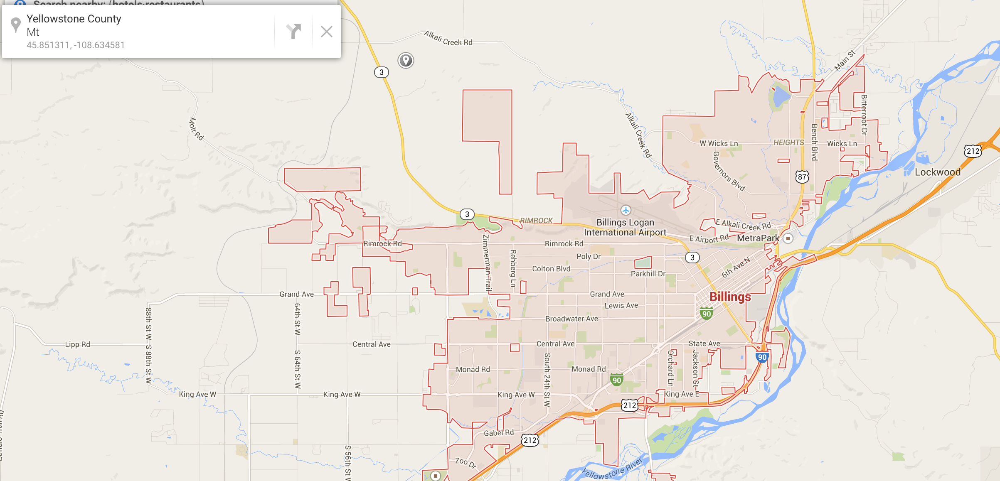 Search nearby: (hotels·restaurants)
Yellowstone County
Mt
45.851311, -108.634581
Alkali Creek Rd
3
Main St
Bitterroot Dr
Molt Rd
Alkali Creek Rd
Bench Blvd
W Wicks Ln
HEIGHTS
Wicks Ln
212
Governors Blvd
Lockwood
87
3
RIMROCK
Billings Logan
International Airport
E Alkali Creek Rd
E Airport Rd
MetraPark
Rimrock Rd
Zimmerman Trail
Rimrock Rd
Rehberg Ln
Poly Dr
3
Colton Blvd
Parkhill Dr
6th Ave N
Grand Ave
Grand Ave
Billings
Lewis Ave
64th St W
88th St W
90
Broadwater Ave
Lipp Rd
Central Ave
Central Ave
State Ave
S 88th St W
S 64th St W
South 24th St W
Orchard Ln
Jackson St
90
Monad Rd
Monad Rd
90
King Ave W
King Ave W
King Ave W
King Ave E
212
Gabel Rd
212
S 56th St W
Zoo Dr
Yellowstone River